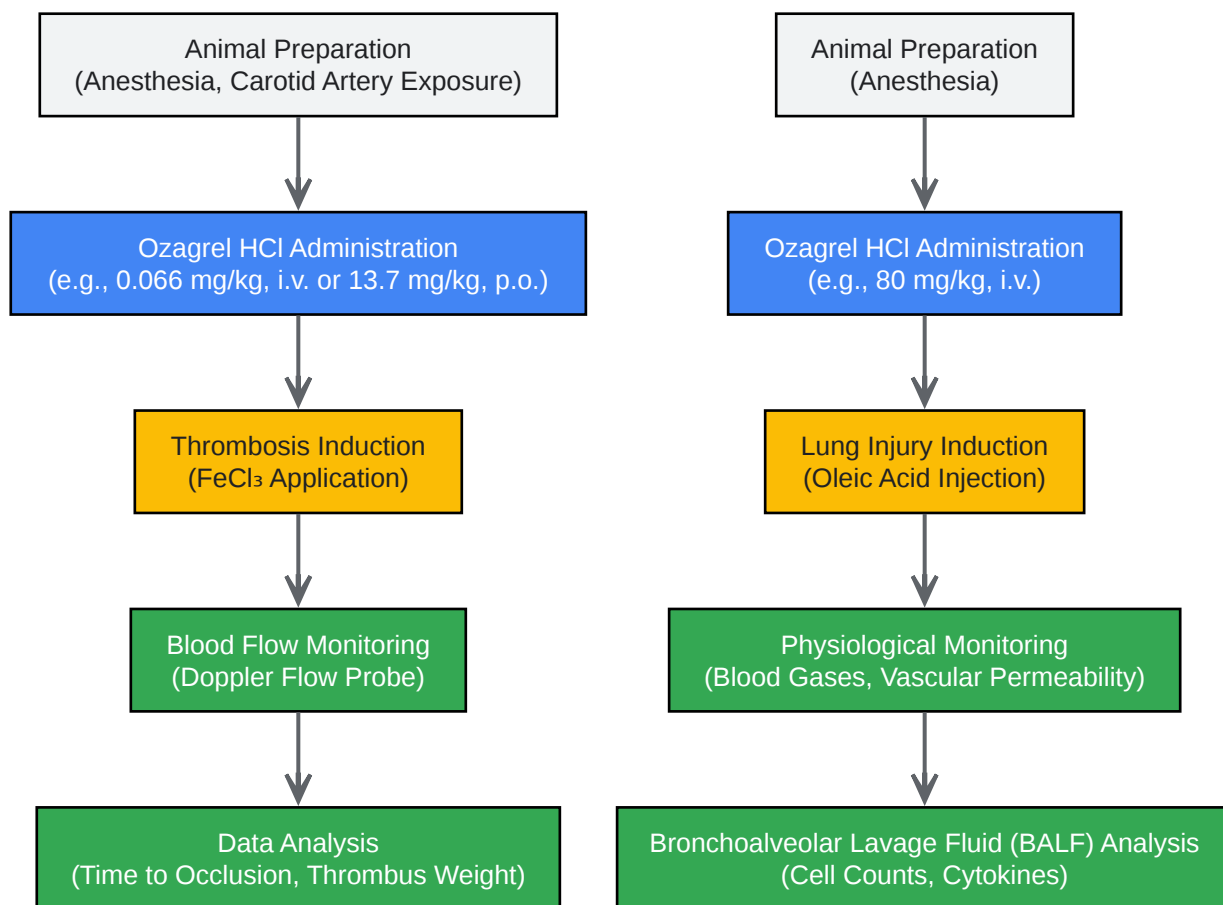 Animal Preparation
(Anesthesia, Carotid Artery Exposure)
Ozagrel HCl Administration
(e.g., 0.066 mg/kg, i.v. or 13.7 mg/kg, p.o.)
Thrombosis Induction
(FeCl₃ Application)
Blood Flow Monitoring
(Doppler Flow Probe)
Data Analysis
(Time to Occlusion, Thrombus Weight)
Animal Preparation
(Anesthesia)
Ozagrel HCl Administration
(e.g., 80 mg/kg, i.v.)
Lung Injury Induction
(Oleic Acid Injection)
Physiological Monitoring
(Blood Gases, Vascular Permeability)
Bronchoalveolar Lavage Fluid (BALF) Analysis
(Cell Counts, Cytokines)